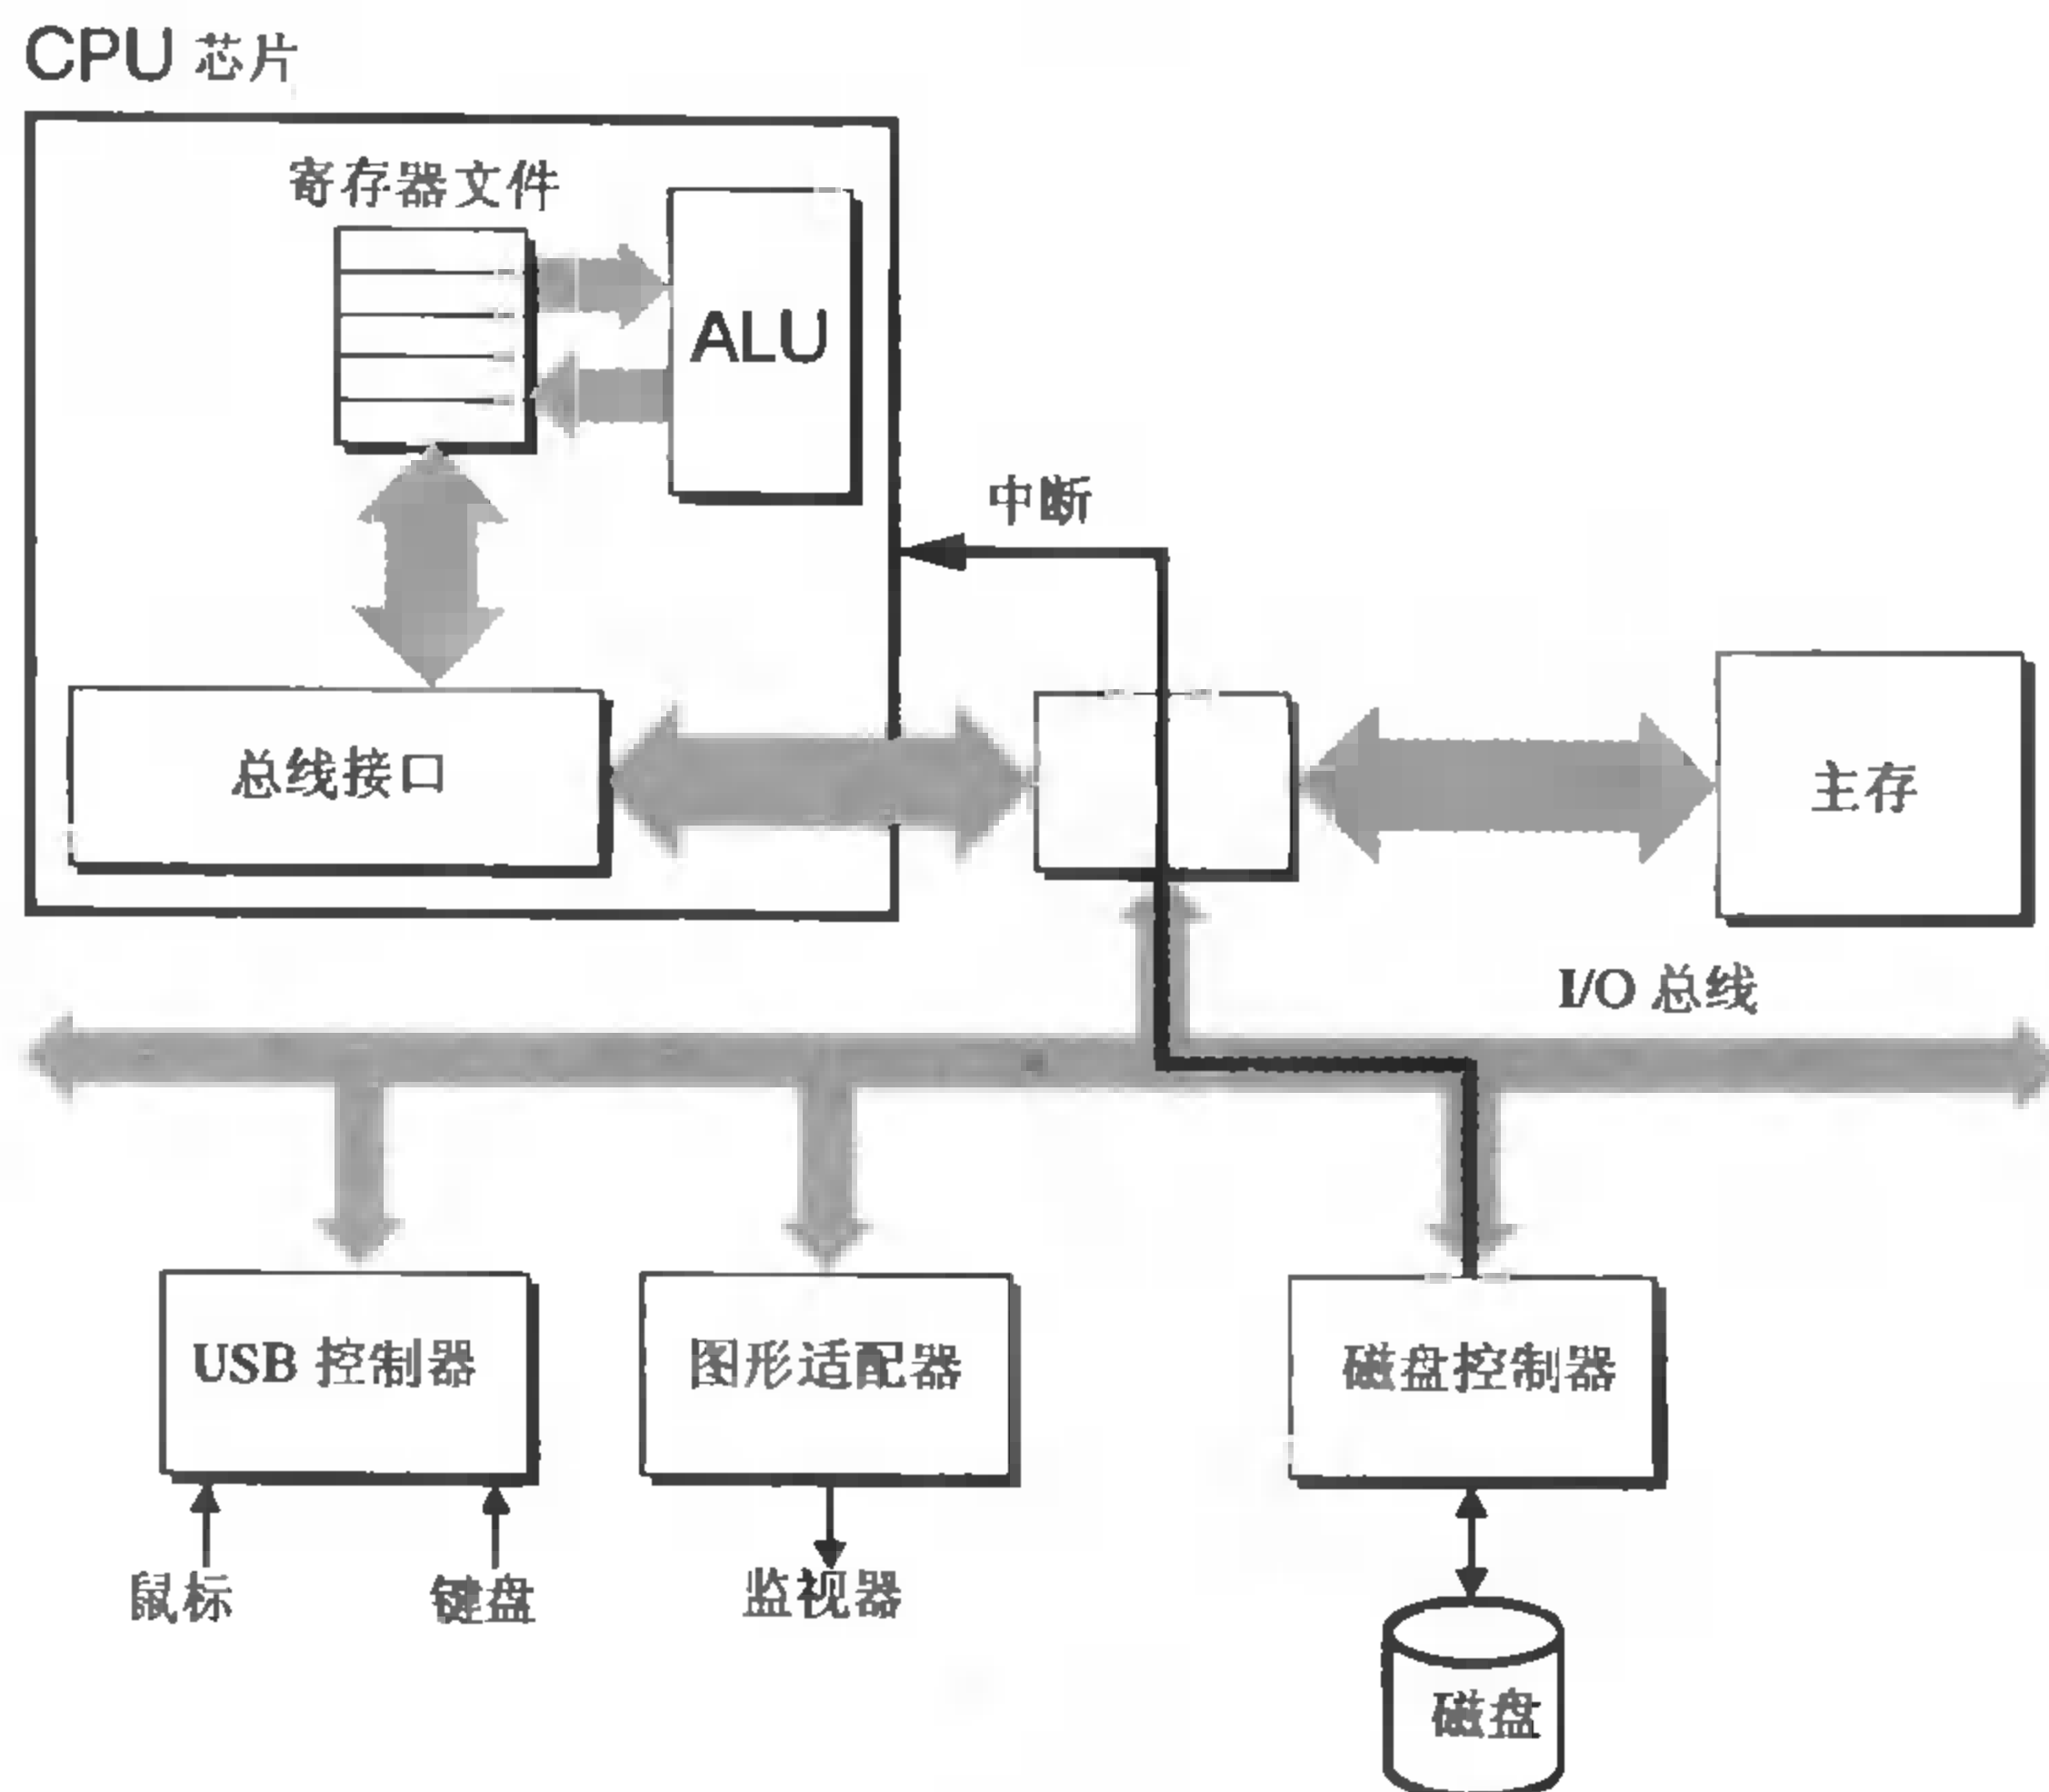 CPU 芯片
寄存器文件
ALU
中断
总线接口
主存
I/O 总线
USB 控制器
图形适配器
磁盘控制器
鼠标
键盘
监视器
磁盘